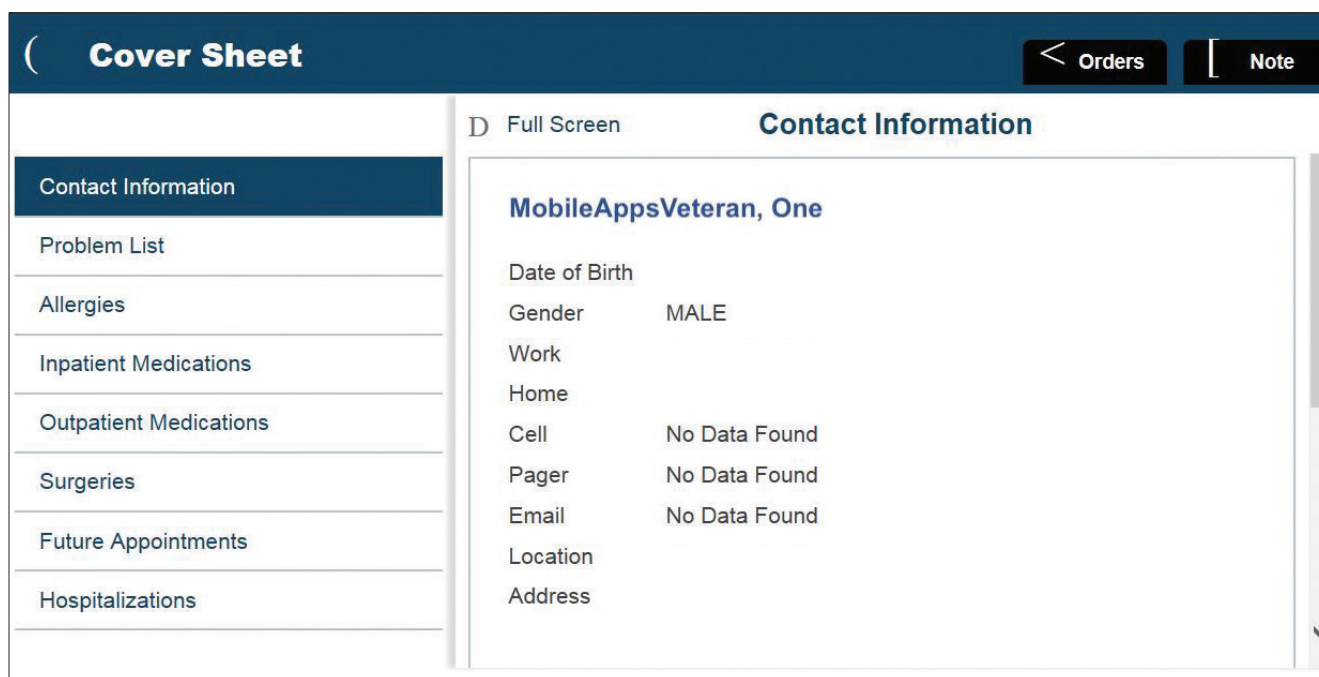 ( Cover Sheet
< Orders
[ Note
D Full Screen
Contact Information
Contact Information
Problem List
Allergies
Inpatient Medications
Outpatient Medications
Surgeries
Future Appointments
Hospitalizations
MobileAppsVeteran, One
Date of Birth
Gender MALE
Work
Home
Cell No Data Found
Pager No Data Found
Email No Data Found
Location
Address